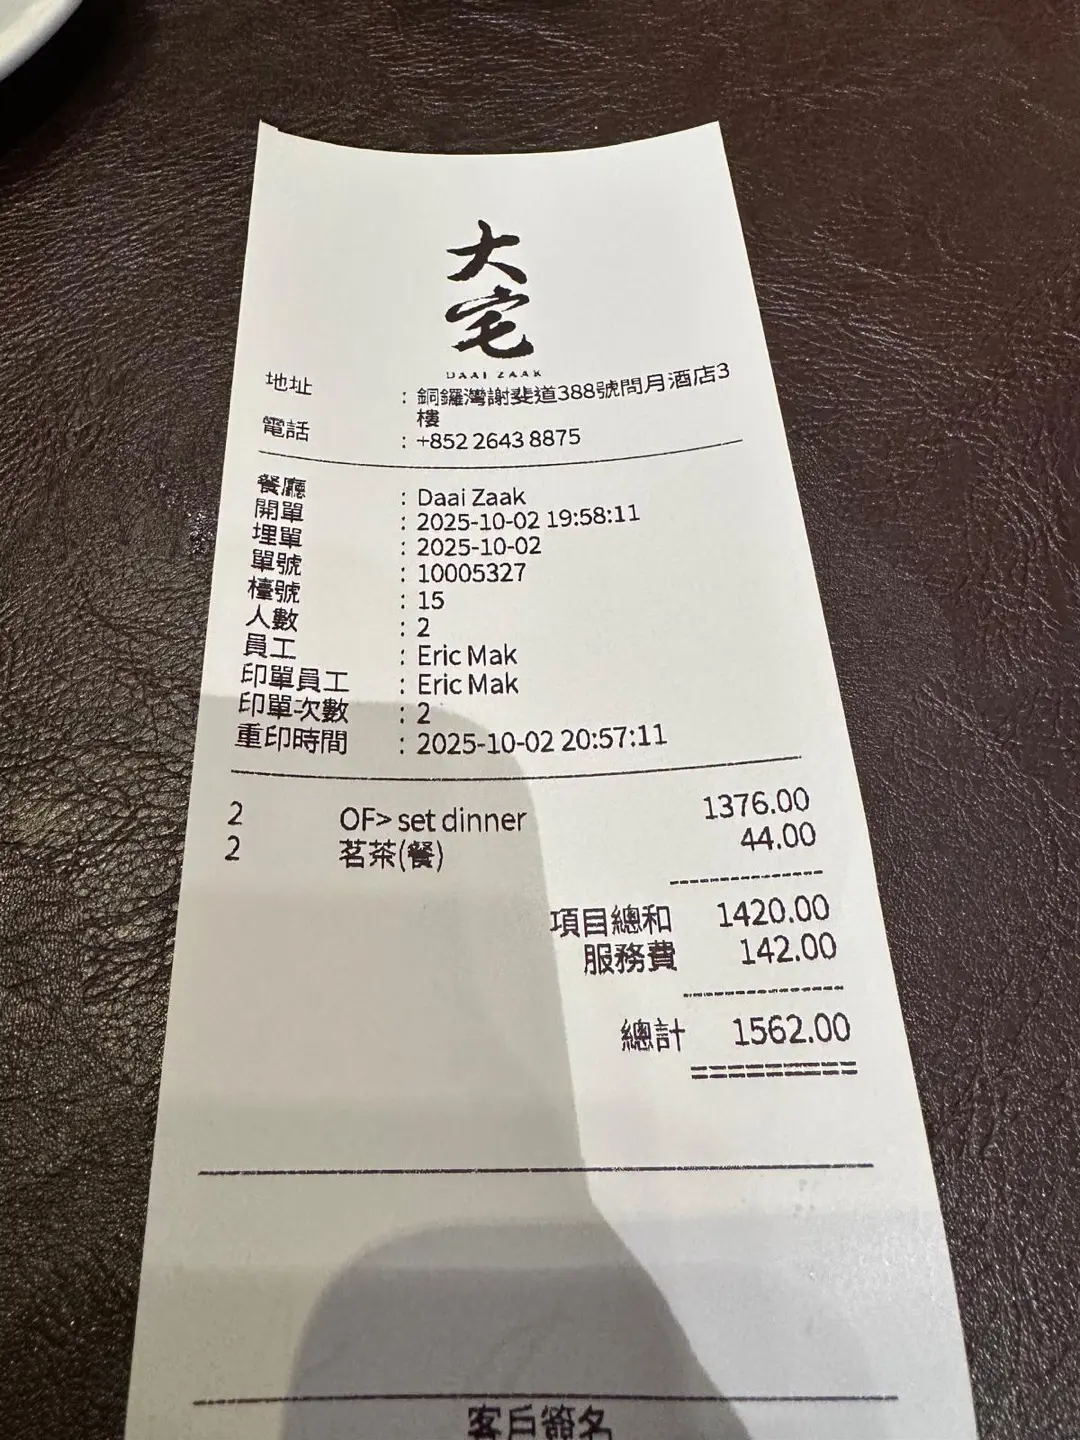 大
宅
DAAI ZAAK
地址 : 銅鑼灣謝斐道388號問月酒店3
樓
電話 : +852 2643 8875
餐廳 : Daai Zaak
開單 : 2025-10-02 19:58:11
埋單 : 2025-10-02
單號 : 10005327
檯號 : 15
人數 : 2
員工 : Eric Mak
印單員工 : Eric Mak
印單次數 : 2
重印時間 : 2025-10-02 20:57:11
2 OF> set dinner 1376.00
2 茗茶(餐) 44.00
項目總和 1420.00
服務費 142.00
總計 1562.00
客戶簽名